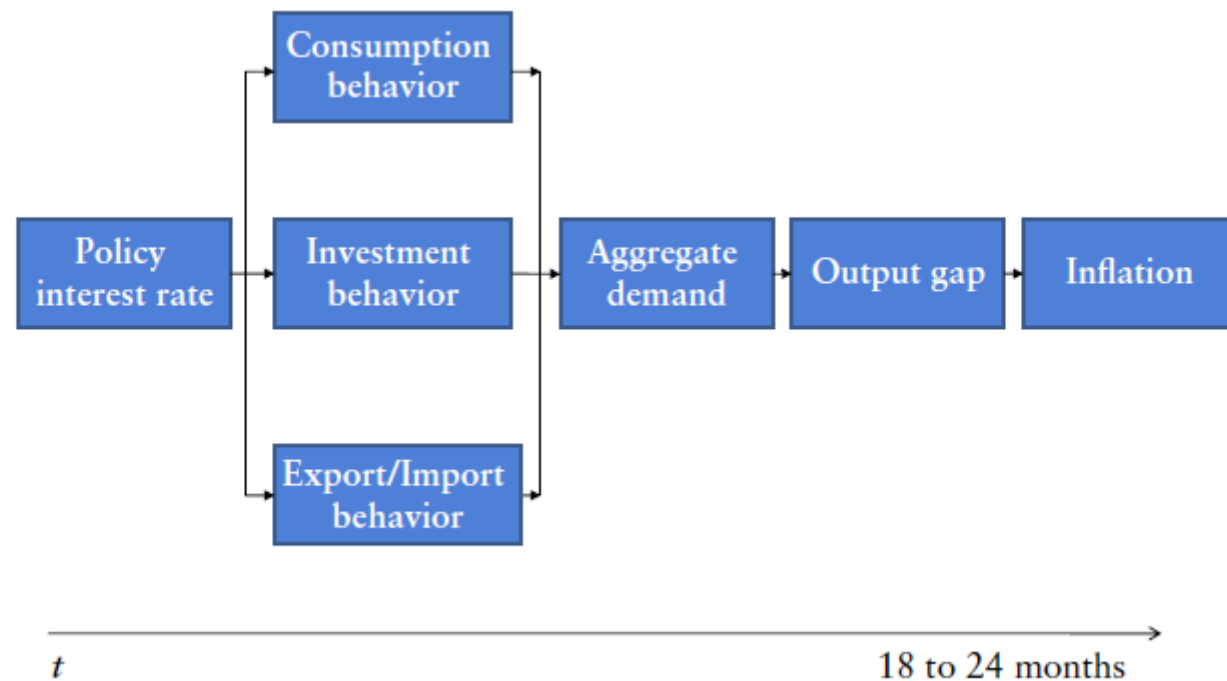 Consumption
behavior
Policy
interest rate
Investment
behavior
Aggregate
demand
Output gap
Inflation
Export/Import
behavior
t
18 to 24 months